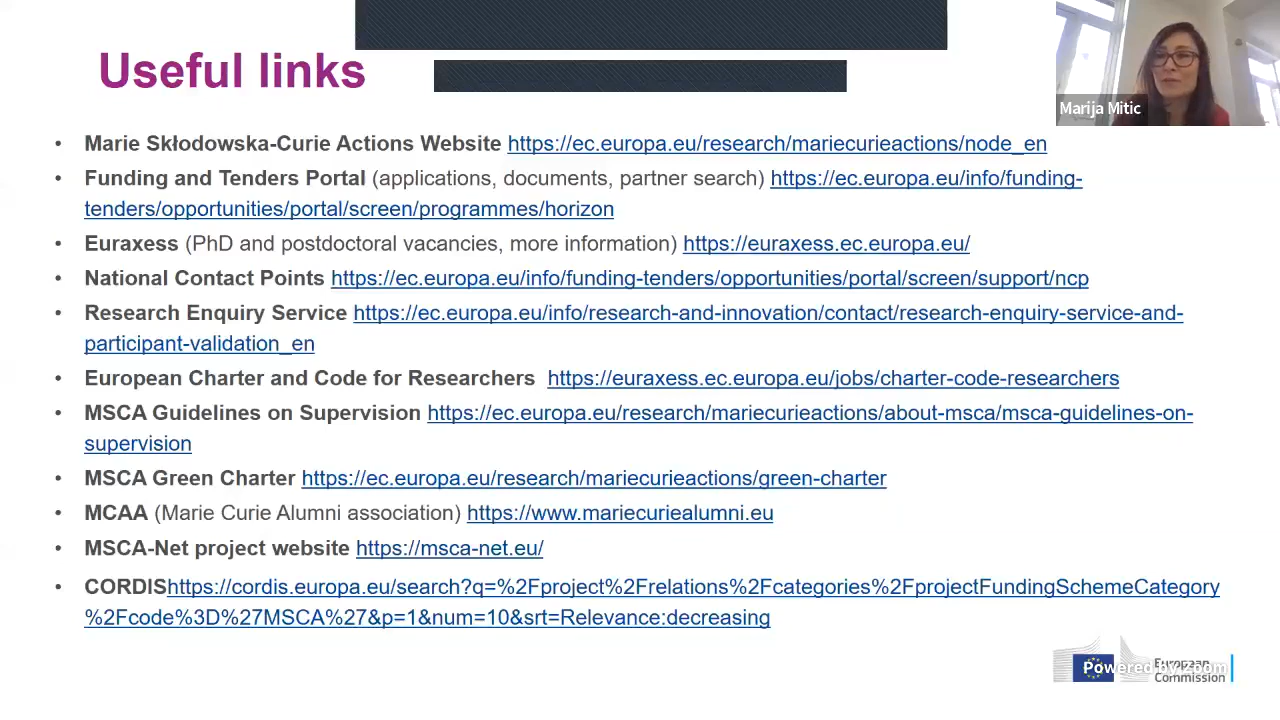 Useful links
Marija Mitic
• Marie Skłodowska-Curie Actions Website https://ec.europa.eu/research/mariecurieactions/node_en
• Funding and Tenders Portal (applications, documents, partner search) https://ec.europa.eu/info/funding-
tenders/opportunities/portal/screen/programmes/horizon
• Euraxess (PhD and postdoctoral vacancies, more information) https://euraxess.ec.europa.eu/
• National Contact Points https://ec.europa.eu/info/funding-tenders/opportunities/portal/screen/support/ncp
• Research Enquiry Service https://ec.europa.eu/info/research-and-innovation/contact/research-enquiry-service-and-
participant-validation_en
• European Charter and Code for Researchers https://euraxess.ec.europa.eu/jobs/charter-code-researchers
• MSCA Guidelines on Supervision https://ec.europa.eu/research/mariecurieactions/about-msca/msca-guidelines-on-
supervision
• MSCA Green Charter https://ec.europa.eu/research/mariecurieactions/green-charter
• MCAA (Marie Curie Alumni association) https://www.mariecuriealumni.eu
• MSCA-Net project website https://msca-net.eu/
• CORDIShttps://cordis.europa.eu/search?q=%2Fproject%2Frelations%2Fcategories%2FprojectFundingSchemeCategory
%2Fcode%3D%27MSCA%27&p=1&num=10&srt=Relevance:decreasing
European
Commission
Powered by zoom